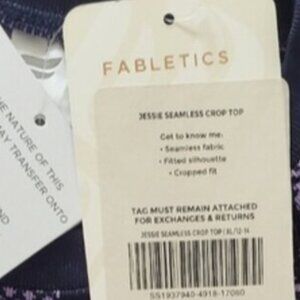 FABLETICS
JESSIE SEAMLESS CROP TOP
Get to know me:
• Seamless fabric
• Fitted silhouette
• Cropped fit
TAG MUST REMAIN ATTACHED
FOR EXCHANGES & RETURNS
JESSIE SEAMLESS CROP TOP | XL/12-14
SS1937940-4918-17060
NATURE OF THIS
MAY TRANSFER ONTO